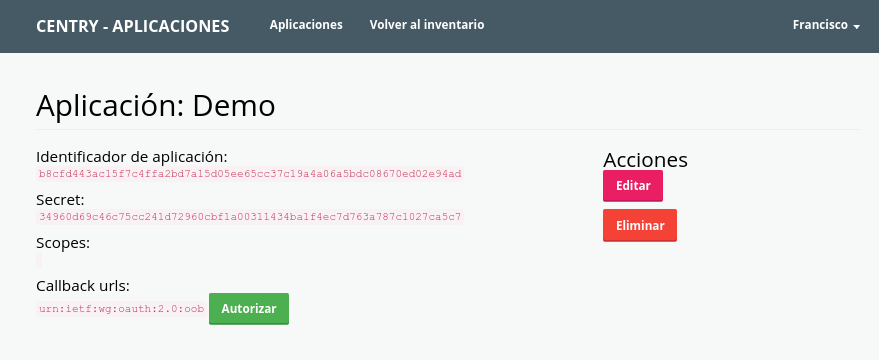 CENTRY - APLICACIONES
Aplicaciones
Volver al inventario
Francisco
Aplicación: Demo
Identificador de aplicación:
b8cfd443ac15f7c4ffa2bd7a15d05ee65cc37c19a4a06a5bdc08670ed02e94ad
Secret:
34960d69c46c75cc241d72960cbf1a00311434ba1f4ec7d763a787c1027ca5c7
Scopes:
Callback urls:
urn:ietf:wg:oauth:2.0:oob
Autorizar
Acciones
Editar
Eliminar